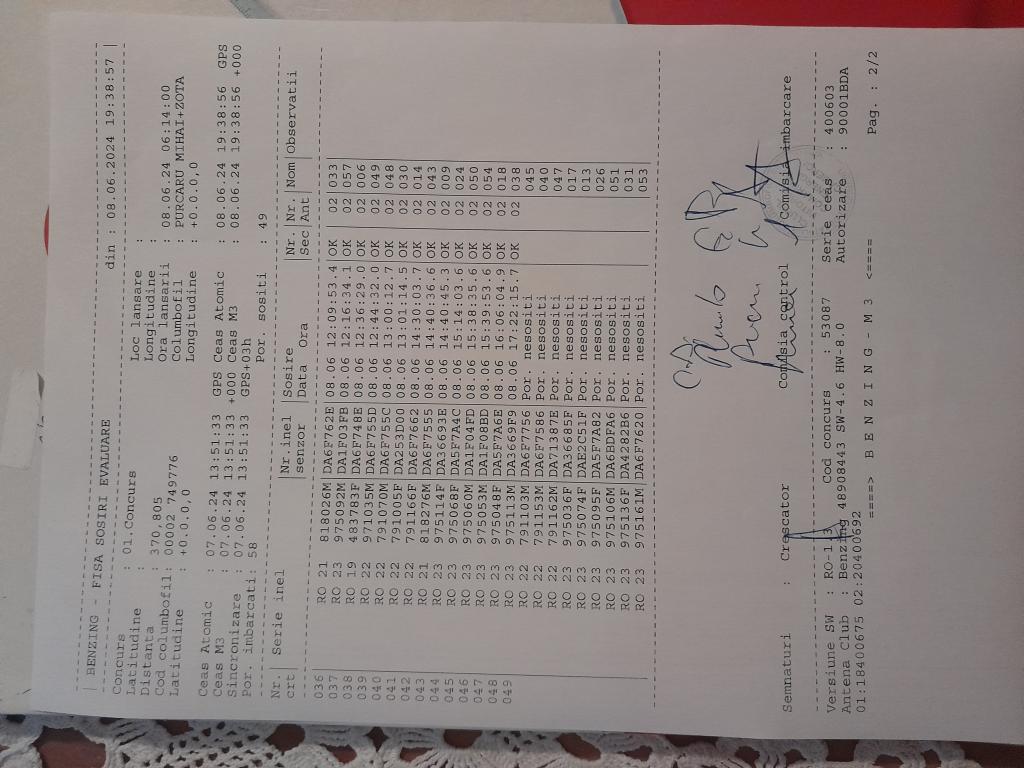 | BENZING - FISA SOSIRI EVALUARE din : 08.06.2024 19:38:57 |
Concurs : 01.Concurs Loc lansare :
Latitudine : Longitudine :
Distanta : 370,805 Ora lansarii : 08.06.24 06:14:00
Cod columbofil: 00002 749776 Columbofil : PURCARU MIHAI+ZOTA
Latitudine : +0.0,0 Longitudine : +0.0,0
Ceas Atomic : 07.06.24 13:51:33 GPS Ceas Atomic : 08.06.24 19:38:56 GPS
Ceas M3 : 07.06.24 13:51:33 +000 Ceas M3 : 08.06.24 19:38:56 +000
Sincronizare : 07.06.24 13:51:33 GPS+03h
Por. imbarcati: 58 Por. sositi : 49
Nr. | Serie inel |Nr.inel |Sosire |Nr.|Nr.| Nom|Observatii
crt| |senzor |Data Ora |Sec|Ant|
036 RO 21 818026M DA6F762E 08.06 12:09:53.4 OK 02 033
037 RO 23 975092M DA1F03FB 08.06 12:16:34.1 OK 02 057
038 RO 19 483783F DA6F748E 08.06 12:36:29.0 OK 02 006
039 RO 22 971035M DA6F755D 08.06 12:44:32.0 OK 02 049
040 RO 22 791070M DA6F755C 08.06 13:00:12.7 OK 02 048
041 RO 22 791005F DA253D00 08.06 13:01:14.5 OK 02 030
042 RO 22 791166F DA6F7662 08.06 14:30:03.7 OK 02 014
043 RO 21 818276M DA6F7555 08.06 14:40:36.6 OK 02 043
044 RO 23 975114F DA36693E 08.06 14:40:45.3 OK 02 009
045 RO 23 975068F DA5F7A4C 08.06 15:14:03.6 OK 02 024
046 RO 23 975060M DA1F04FD 08.06 15:38:35.6 OK 02 050
047 RO 23 975053M DA1F08BD 08.06 15:39:53.6 OK 02 054
048 RO 23 975048F DA5F7A6E 08.06 16:06:04.9 OK 02 018
049 RO 23 975113M DA3669F9 08.06 17:22:15.7 OK 02 038
RO 22 791103M DA6F7756 Por. nesositi 045
RO 22 791153M DA6F7586 Por. nesositi 040
RO 22 791162M DA71387E Por. nesositi 047
RO 23 975036F DA36685F Por. nesositi 017
RO 23 975074F DAE2C51F Por. nesositi 013
RO 23 975095F DA5F7A82 Por. nesositi 026
RO 22 975106M DA6BDFA6 Por. nesositi 051
RO 23 975136F DA4282B6 Por. nesositi 031
RO 23 975161M DA6F7620 Por. nesositi 053
Semnaturi : Crescator Comisia control Comisia imbarcare
Versiune SW : RO-1.3 Cod concurs : 53087 Serie ceas : 400603
Antena Club : Benzing 48908443 SW-4.6 HW-8.0 Autorizare : 90001BDA
01:18400675 02:20400692
====> B E N Z I N G - M 3 <==== Pag. : 2/2